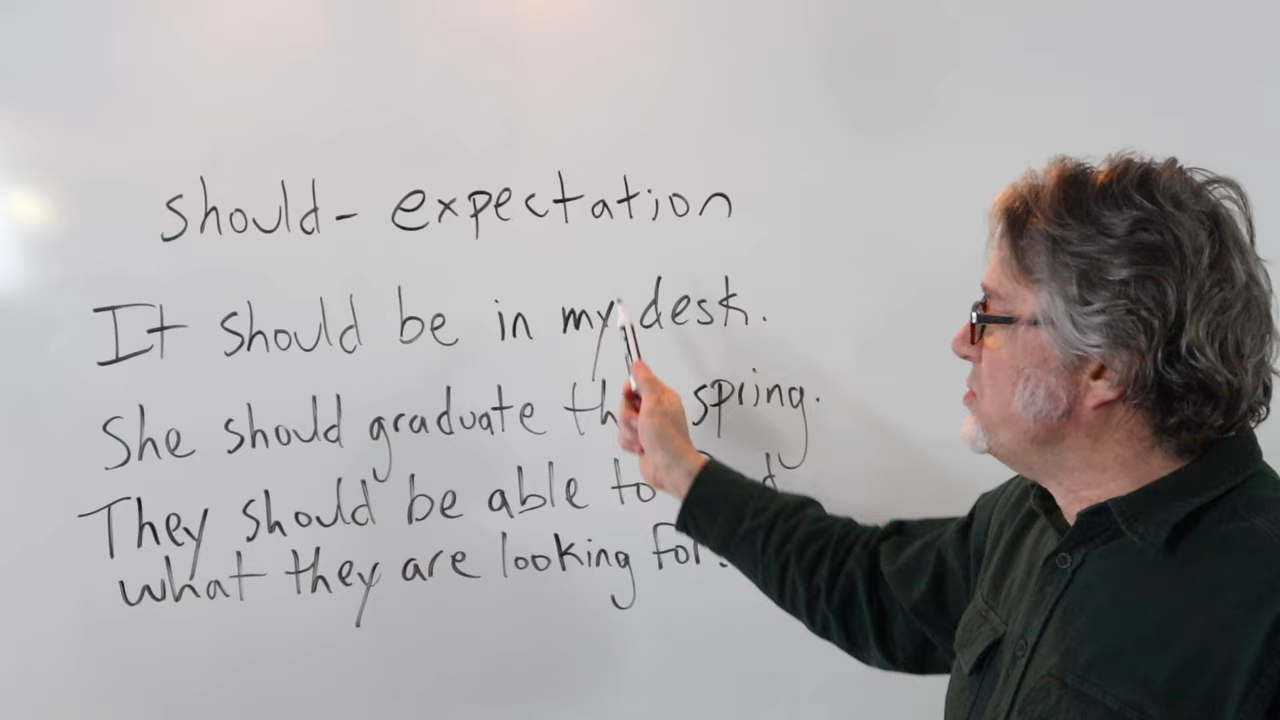 should - expectation
It should be in my desk.
She should graduate spring.
They should be able to
what they are looking for.